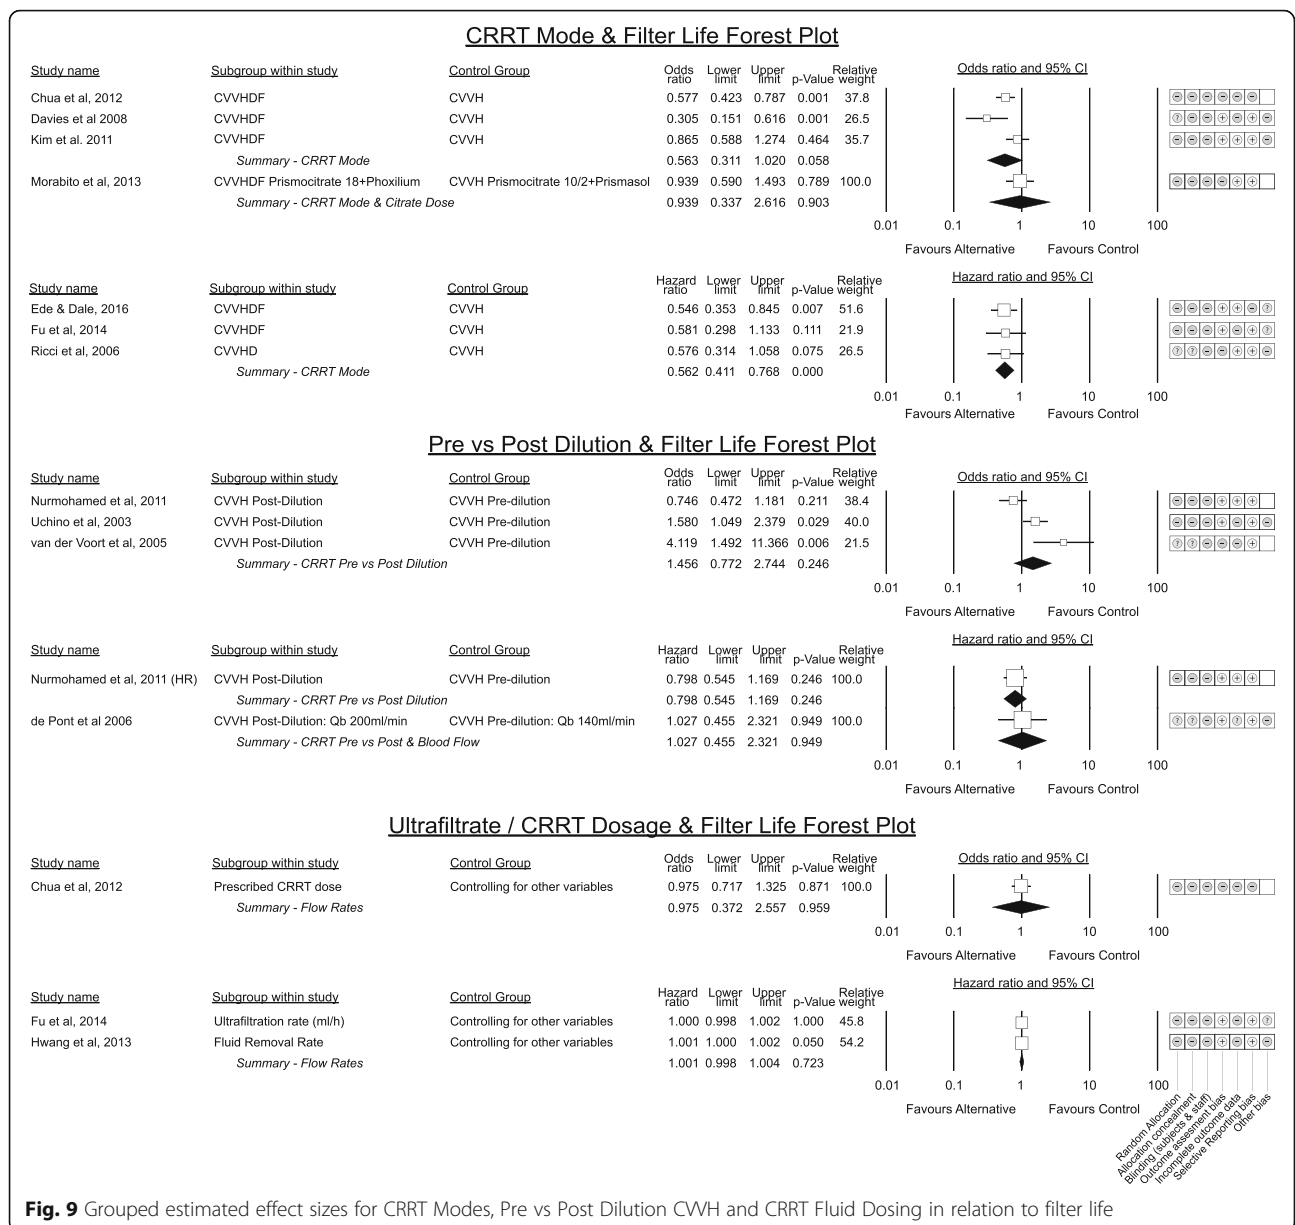 CRRT Mode & Filter Life Forest Plot
Study name Subgroup within study Control Group Odds ratio Lower limit Upper limit p-Value Relative weight Odds ratio and 95% CI
Chua et al, 2012 CVVHDF CVVH 0.577 0.423 0.787 0.001 37.8
Davies et al 2008 CVVHDF CVVH 0.305 0.151 0.616 0.001 26.5
Kim et al. 2011 CVVHDF CVVH 0.865 0.588 1.274 0.464 35.7
Summary - CRRT Mode 0.563 0.311 1.020 0.058
Morabito et al, 2013 CVVHDF Prismocitrate 18+Phoxilium CVVH Prismocitrate 10/2+Prismasol 0.939 0.590 1.493 0.789 100.0
Summary - CRRT Mode & Citrate Dose 0.939 0.337 2.616 0.903
0.01 0.1 1 10 100
Favours Alternative Favours Control
Study name Subgroup within study Control Group Hazard ratio Lower limit Upper limit p-Value Relative weight Hazard ratio and 95% CI
Ede & Dale, 2016 CVVHDF CVVH 0.546 0.353 0.845 0.007 51.6
Fu et al, 2014 CVVHDF CVVH 0.581 0.298 1.133 0.111 21.9
Ricci et al, 2006 CVVHD CVVH 0.576 0.314 1.058 0.075 26.5
Summary - CRRT Mode 0.562 0.411 0.768 0.000
0.01 0.1 1 10 100
Favours Alternative Favours Control
Pre vs Post Dilution & Filter Life Forest Plot
Study name Subgroup within study Control Group Odds ratio Lower limit Upper limit p-Value Relative weight Odds ratio and 95% CI
Nurmohamed et al, 2011 CVVH Post-Dilution CVVH Pre-dilution 0.746 0.472 1.181 0.211 38.4
Uchino et al, 2003 CVVH Post-Dilution CVVH Pre-dilution 1.580 1.049 2.379 0.029 40.0
van der Voort et al, 2005 CVVH Post-Dilution CVVH Pre-dilution 4.119 1.492 11.366 0.006 21.5
Summary - CRRT Pre vs Post Dilution 1.456 0.772 2.744 0.246
0.01 0.1 1 10 100
Favours Alternative Favours Control
Study name Subgroup within study Control Group Hazard ratio Lower limit Upper limit p-Value Relative weight Hazard ratio and 95% CI
Nurmohamed et al, 2011 (HR) CVVH Post-Dilution CVVH Pre-dilution 0.798 0.545 1.169 0.246 100.0
Summary - CRRT Pre vs Post Dilution 0.798 0.545 1.169 0.246
de Pont et al 2006 CVVH Post-Dilution: Qb 200ml/min CVVH Pre-dilution: Qb 140ml/min 1.027 0.455 2.321 0.949 100.0
Summary - CRRT Pre vs Post & Blood Flow 1.027 0.455 2.321 0.949
0.01 0.1 1 10 100
Favours Alternative Favours Control
Ultrafiltrate / CRRT Dosage & Filter Life Forest Plot
Study name Subgroup within study Control Group Odds ratio Lower limit Upper limit p-Value Relative weight Odds ratio and 95% CI
Chua et al, 2012 Prescribed CRRT dose Controlling for other variables 0.975 0.717 1.325 0.871 100.0
Summary - Flow Rates 0.975 0.372 2.557 0.959
0.01 0.1 1 10 100
Favours Alternative Favours Control
Study name Subgroup within study Control Group Hazard ratio Lower limit Upper limit p-Value Relative weight Hazard ratio and 95% CI
Fu et al, 2014 Ultrafiltration rate (ml/h) Controlling for other variables 1.000 0.998 1.002 1.000 45.8
Hwang et al, 2013 Fluid Removal Rate Controlling for other variables 1.001 1.000 1.002 0.050 54.2
Summary - Flow Rates 1.001 0.998 1.004 0.723
0.01 0.1 1 10 100
Favours Alternative Favours Control
Random Allocation
Allocation concealment
Blinding (subjects & staff)
Outcome assesment bias
Incomplete outcome data
Selective Reporting bias
Other bias
Fig. 9 Grouped estimated effect sizes for CRRT Modes, Pre vs Post Dilution CVVH and CRRT Fluid Dosing in relation to filter life